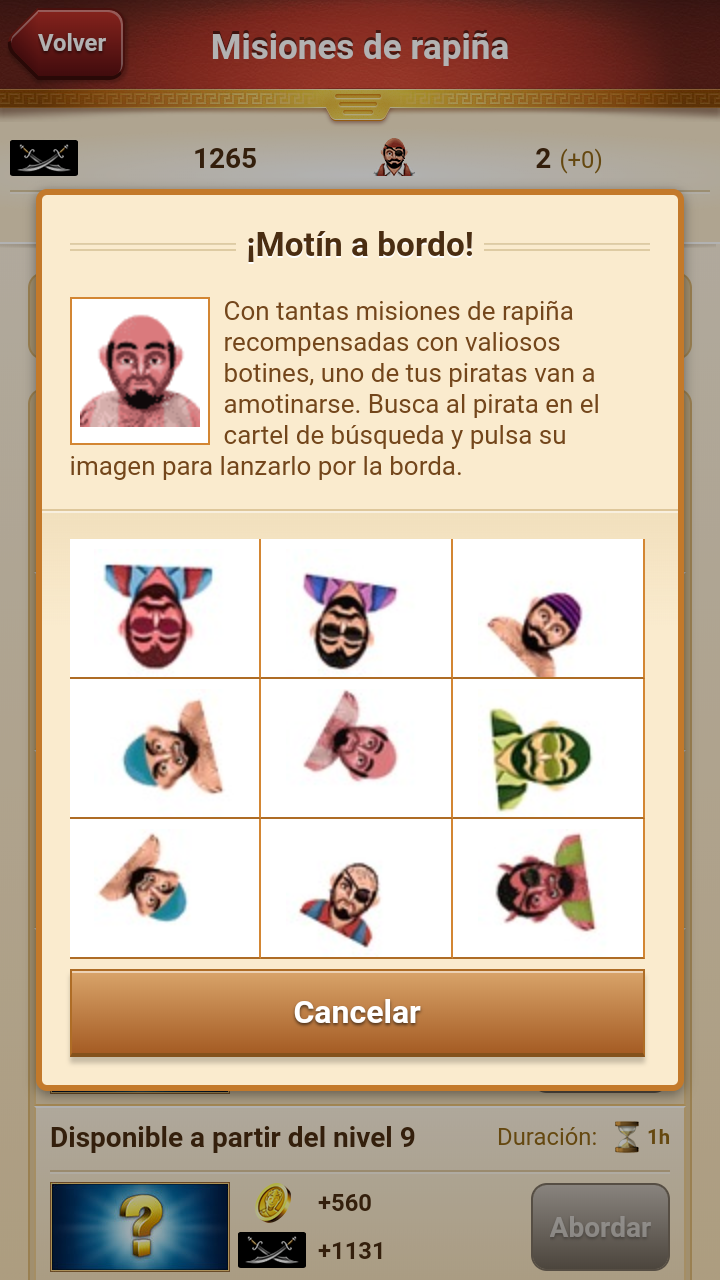 Volver
Misiones de rapiña
1265
2 (+0)
¡Motín a bordo!
Con tantas misiones de rapiña
recompensadas con valiosos
botines, uno de tus piratas van a
amotinarse. Busca al pirata en el
cartel de búsqueda y pulsa su
imagen para lanzarlo por la borda.
Cancelar
Disponible a partir del nivel 9
Duración: 1h
?
+560
Abordar
+1131